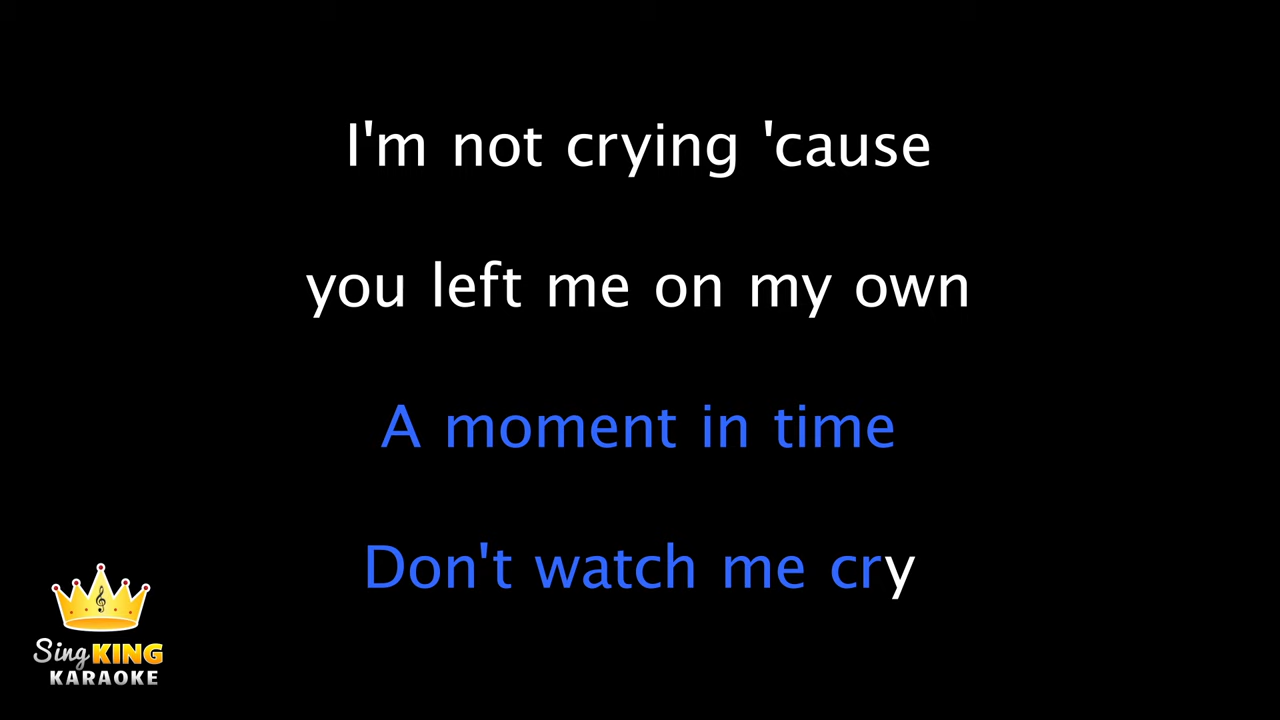 I'm not crying 'cause
you left me on my own
A moment in time
Don't watch me cry
Sing KING
KARAOKE